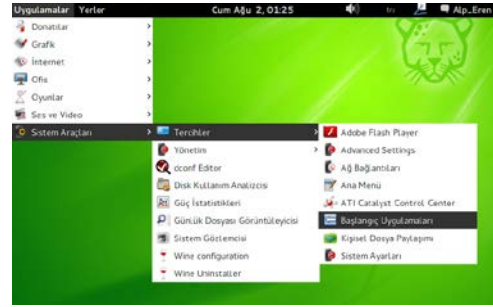 Uygulamalar Yerler Cum Ağu 2, 01:25 tr₁ Alp_Eren
Donatılar
Grafik
İnternet
Ofis
Oyunlar
Ses ve Video
Sistem Araçları
Tercihler
Yönetim
dconf Editor
Disk Kullanım Analizcisi
Güç İstatistikleri
Günlük Dosyası Görüntüleyicisi
Sistem Gözlemcisi
Wine configuration
Wine Uninstaller
Adobe Flash Player
Advanced Settings
Ağ Bağlantıları
Ana Menü
ATI Catalyst Control Center
Başlangıç Uygulamaları
Kişisel Dosya Paylaşımı
Sistem Ayarları